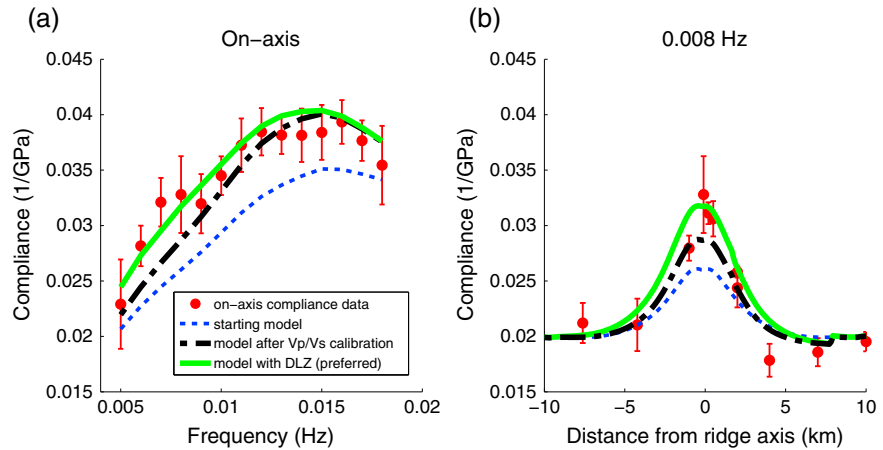 (a)
On−axis
0.045
0.04
0.035
0.03
0.025
0.02
0.015
Compliance (1/GPa)
on−axis compliance data
starting model
model after Vp/Vs calibration
model with DLZ (preferred)
0.005
0.01
0.015
0.02
Frequency (Hz)
(b)
0.008 Hz
0.045
0.04
0.035
0.03
0.025
0.02
0.015
Compliance (1/GPa)
−10
−5
0
5
10
Distance from ridge axis (km)